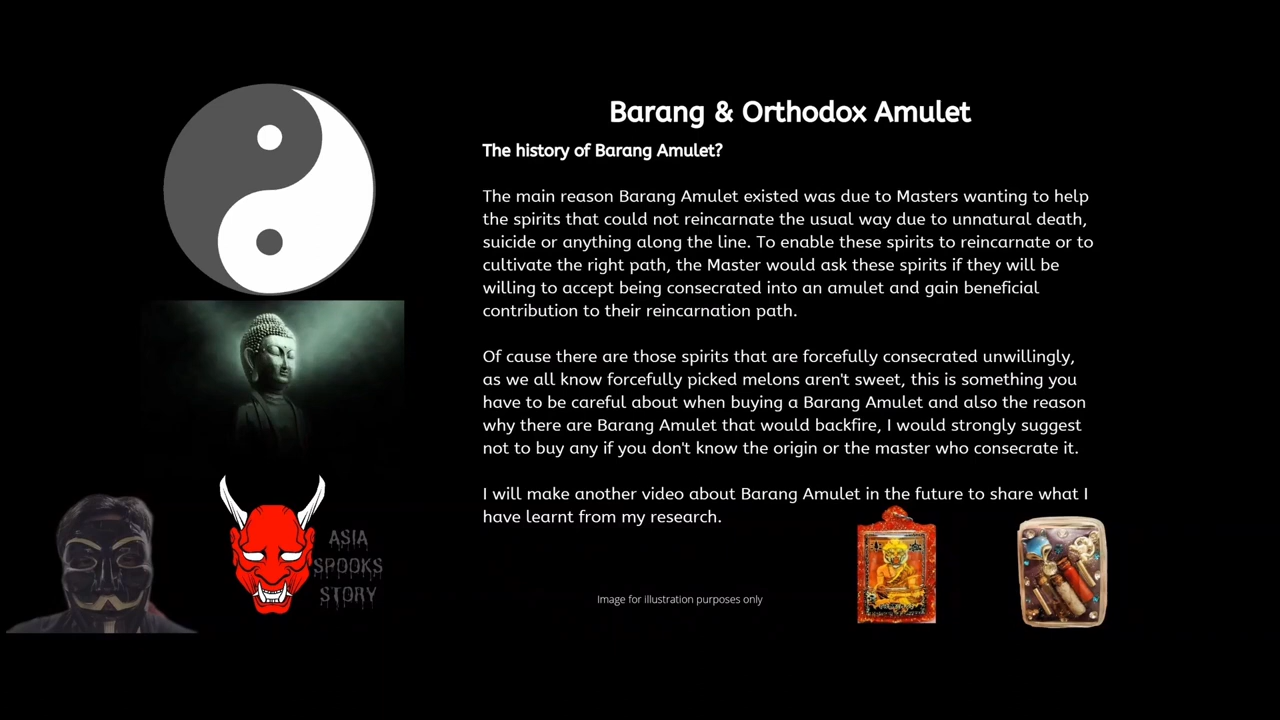 Barang & Orthodox Amulet
The history of Barang Amulet?
The main reason Barang Amulet existed was due to Masters wanting to help
the spirits that could not reincarnate the usual way due to unnatural death,
suicide or anything along the line. To enable these spirits to reincarnate or to
cultivate the right path, the Master would ask these spirits if they will be
willing to accept being consecrated into an amulet and gain beneficial
contribution to their reincarnation path.
Of cause there are those spirits that are forcefully consecrated unwillingly,
as we all know forcefully picked melons aren't sweet, this is something you
have to be careful about when buying a Barang Amulet and also the reason
why there are Barang Amulet that would backfire, I would strongly suggest
not to buy any if you don't know the origin or the master who consecrate it.
I will make another video about Barang Amulet in the future to share what I
have learnt from my research.
ASIA
SPOOKS
STORY
Image for illustration purposes only